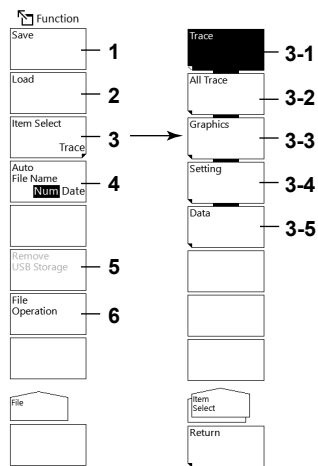 Function
Save
1
Load
2
Item Select
Trace
3
Auto
File Name
Num Date
4
Remove
USB Storage
5
File
Operation
6
File
Trace
3-1
All Trace
3-2
Graphics
3-3
Setting
3-4
Data
3-5
Item
Select
Return